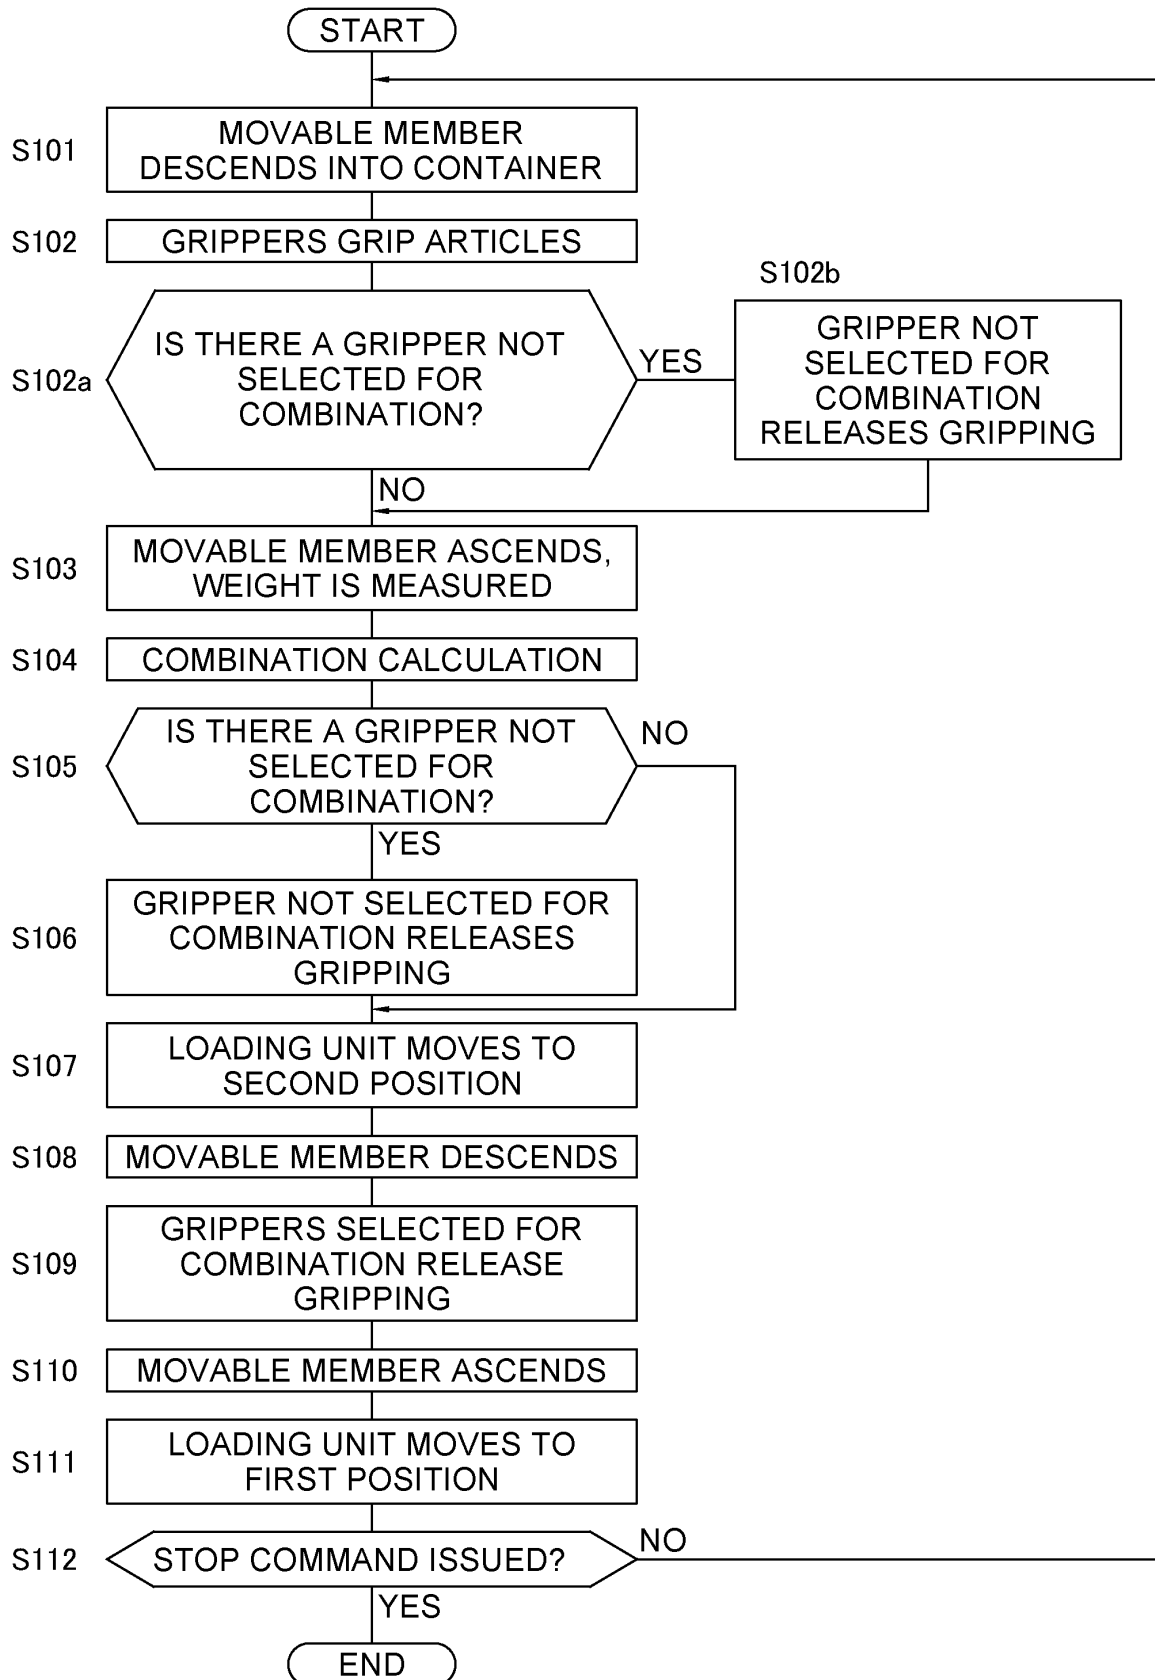 START
S101
MOVABLE MEMBER
DESCENDS INTO CONTAINER
S102
GRIPPERS GRIP ARTICLES
S102a
IS THERE A GRIPPER NOT
SELECTED FOR
COMBINATION?
YES
S102b
GRIPPER NOT
SELECTED FOR
COMBINATION
RELEASES GRIPPING
NO
S103
MOVABLE MEMBER ASCENDS,
WEIGHT IS MEASURED
S104
COMBINATION CALCULATION
S105
IS THERE A GRIPPER NOT
SELECTED FOR
COMBINATION?
NO
YES
S106
GRIPPER NOT SELECTED FOR
COMBINATION RELEASES
GRIPPING
S107
LOADING UNIT MOVES TO
SECOND POSITION
S108
MOVABLE MEMBER DESCENDS
S109
GRIPPERS SELECTED FOR
COMBINATION RELEASE
GRIPPING
S110
MOVABLE MEMBER ASCENDS
S111
LOADING UNIT MOVES TO
FIRST POSITION
S112
STOP COMMAND ISSUED?
NO
YES
END